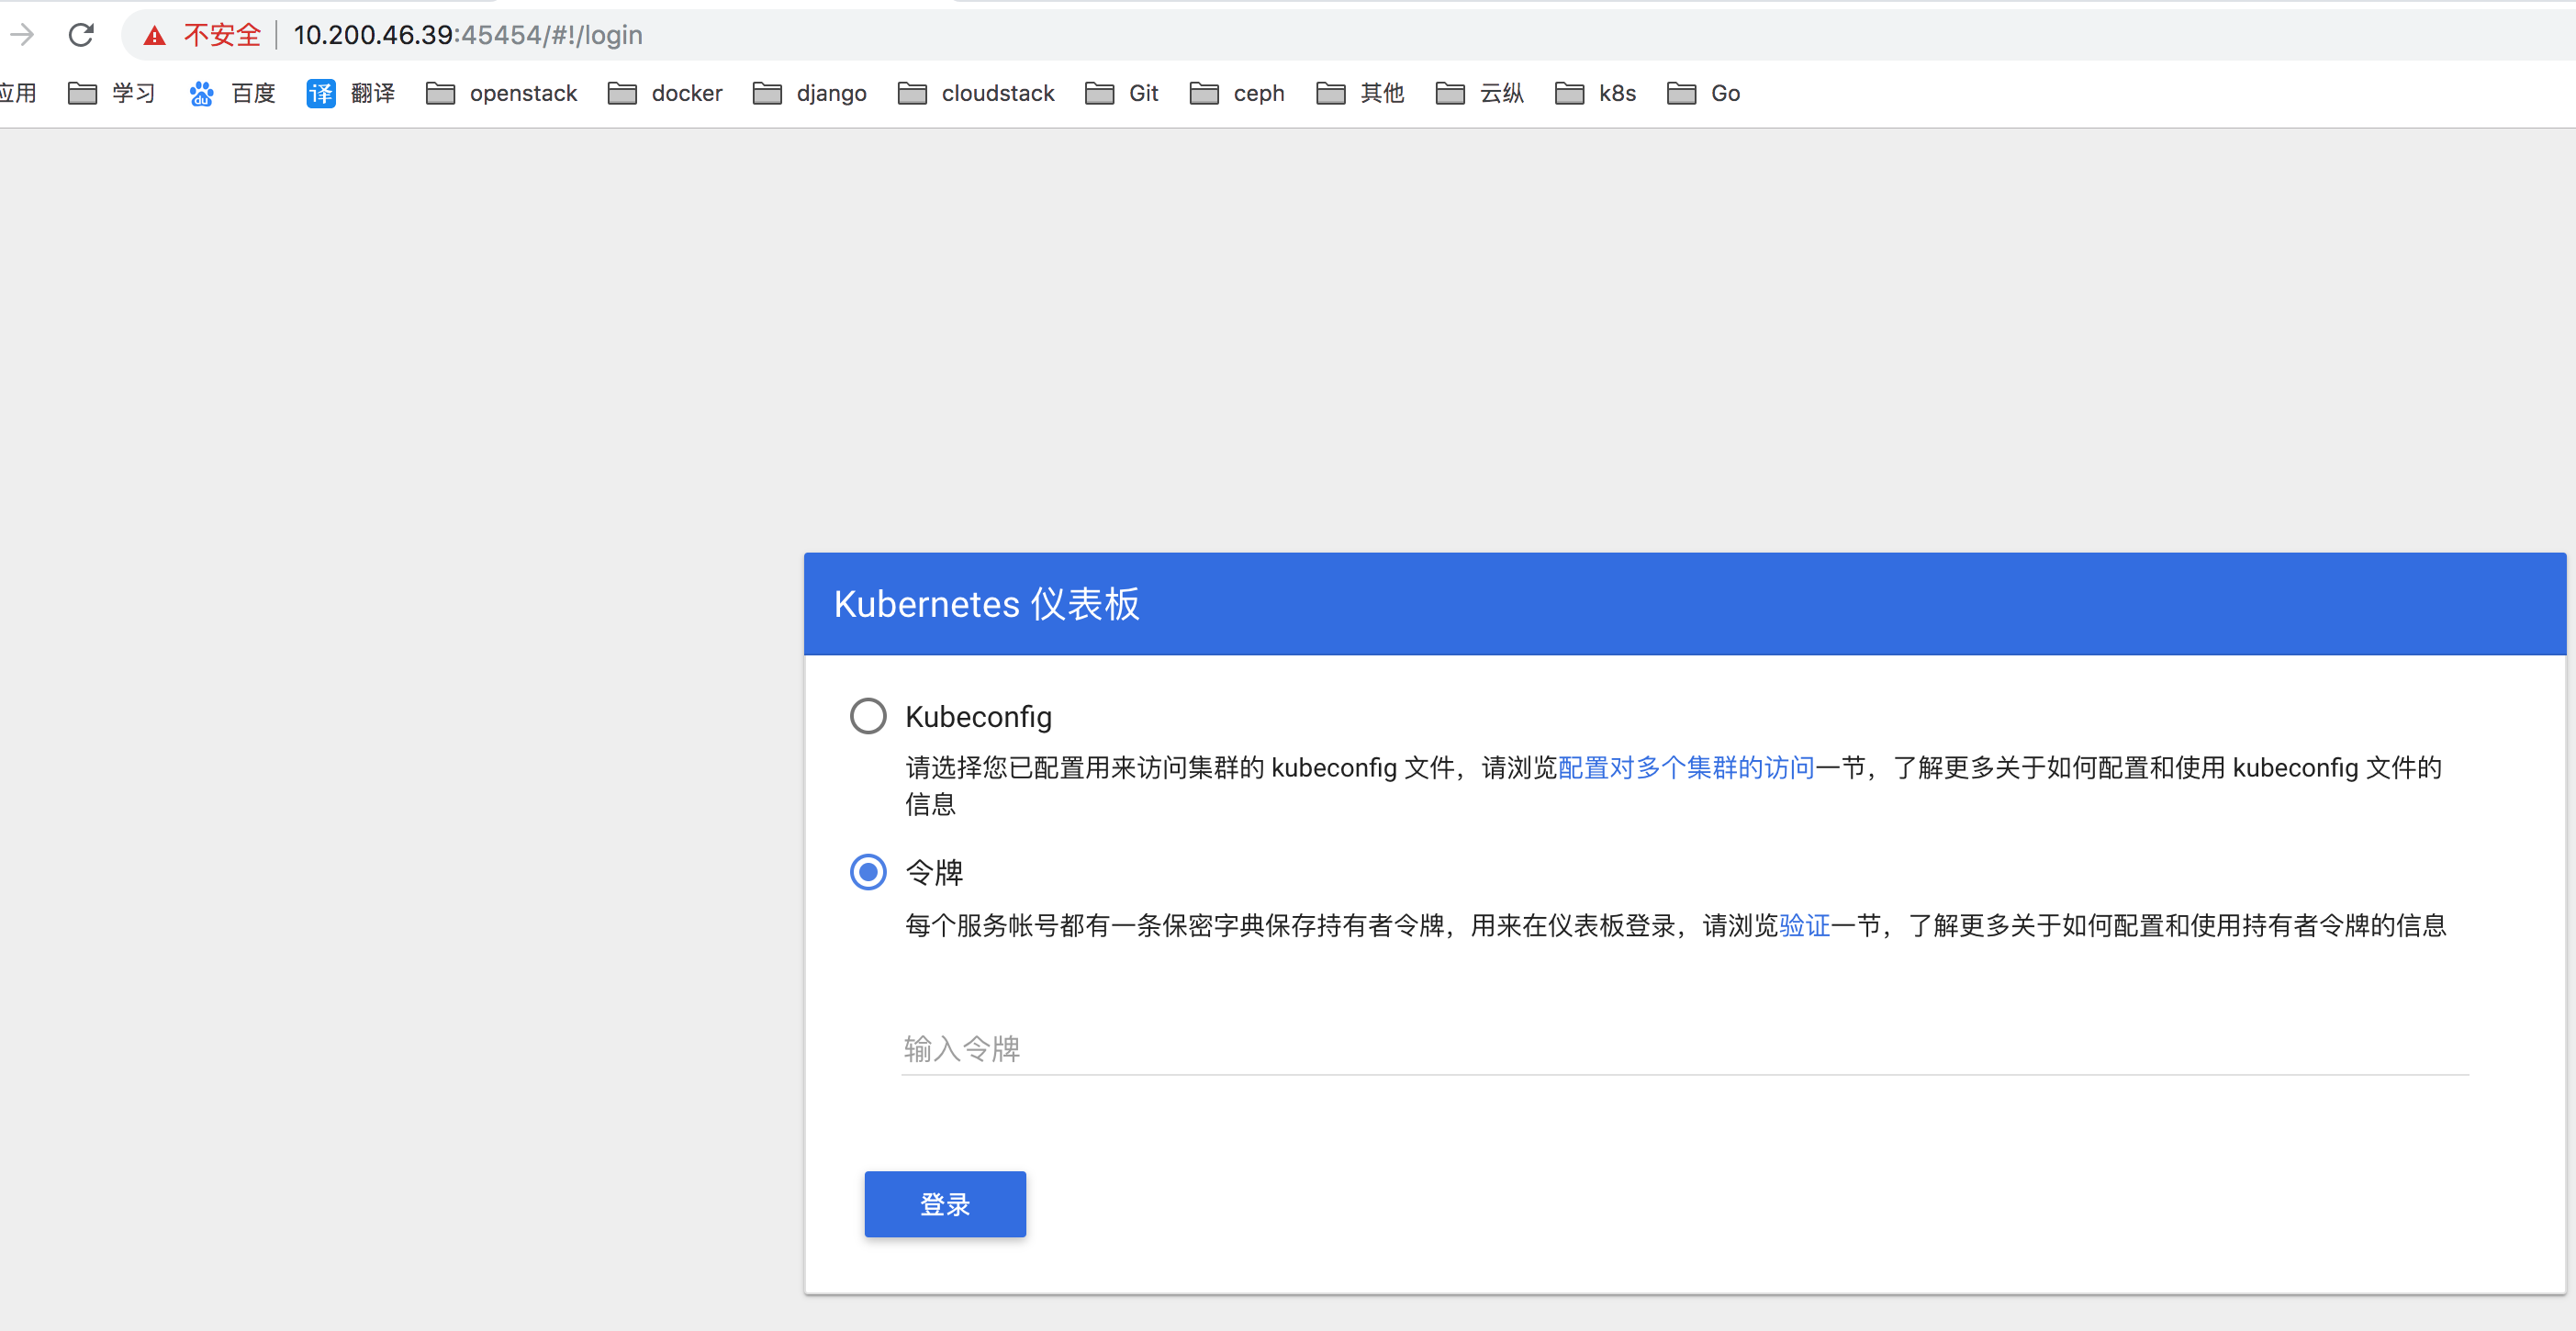 不安全 10.200.46.39:45454/#!/login
应用 学习 du 百度 译 翻译 openstack docker django cloudstack Git ceph 其他 云纵 k8s Go
Kubernetes 仪表板
Kubeconfig
请选择您已配置用来访问集群的 kubeconfig 文件，请浏览配置对多个集群的访问一节，了解更多关于如何配置和使用 kubeconfig 文件的
信息
令牌
每个服务帐号都有一条保密字典保存持有者令牌，用来在仪表板登录，请浏览验证一节，了解更多关于如何配置和使用持有者令牌的信息
输入令牌
登录